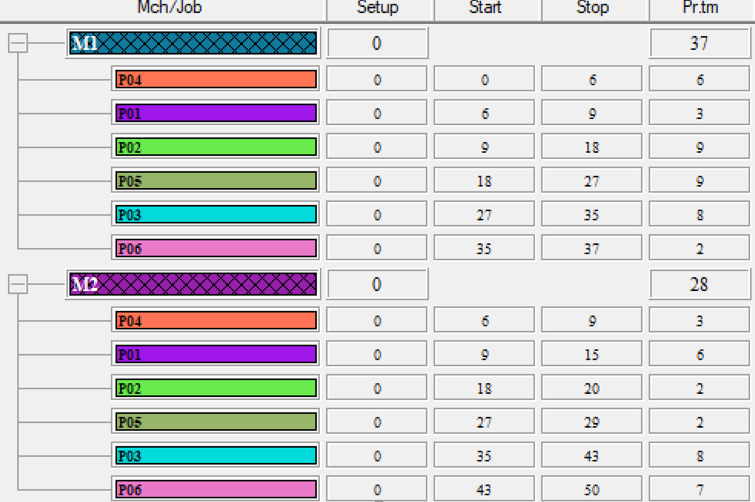 Mch/Job Setup Start Stop Pr.tm
M1 0 37
P04 0 0 6 6
P01 0 6 9 3
P02 0 9 18 9
P05 0 18 27 9
P03 0 27 35 8
P06 0 35 37 2
M2 0 28
P04 0 6 9 3
P01 0 9 15 6
P02 0 18 20 2
P05 0 27 29 2
P03 0 35 43 8
P06 0 43 50 7